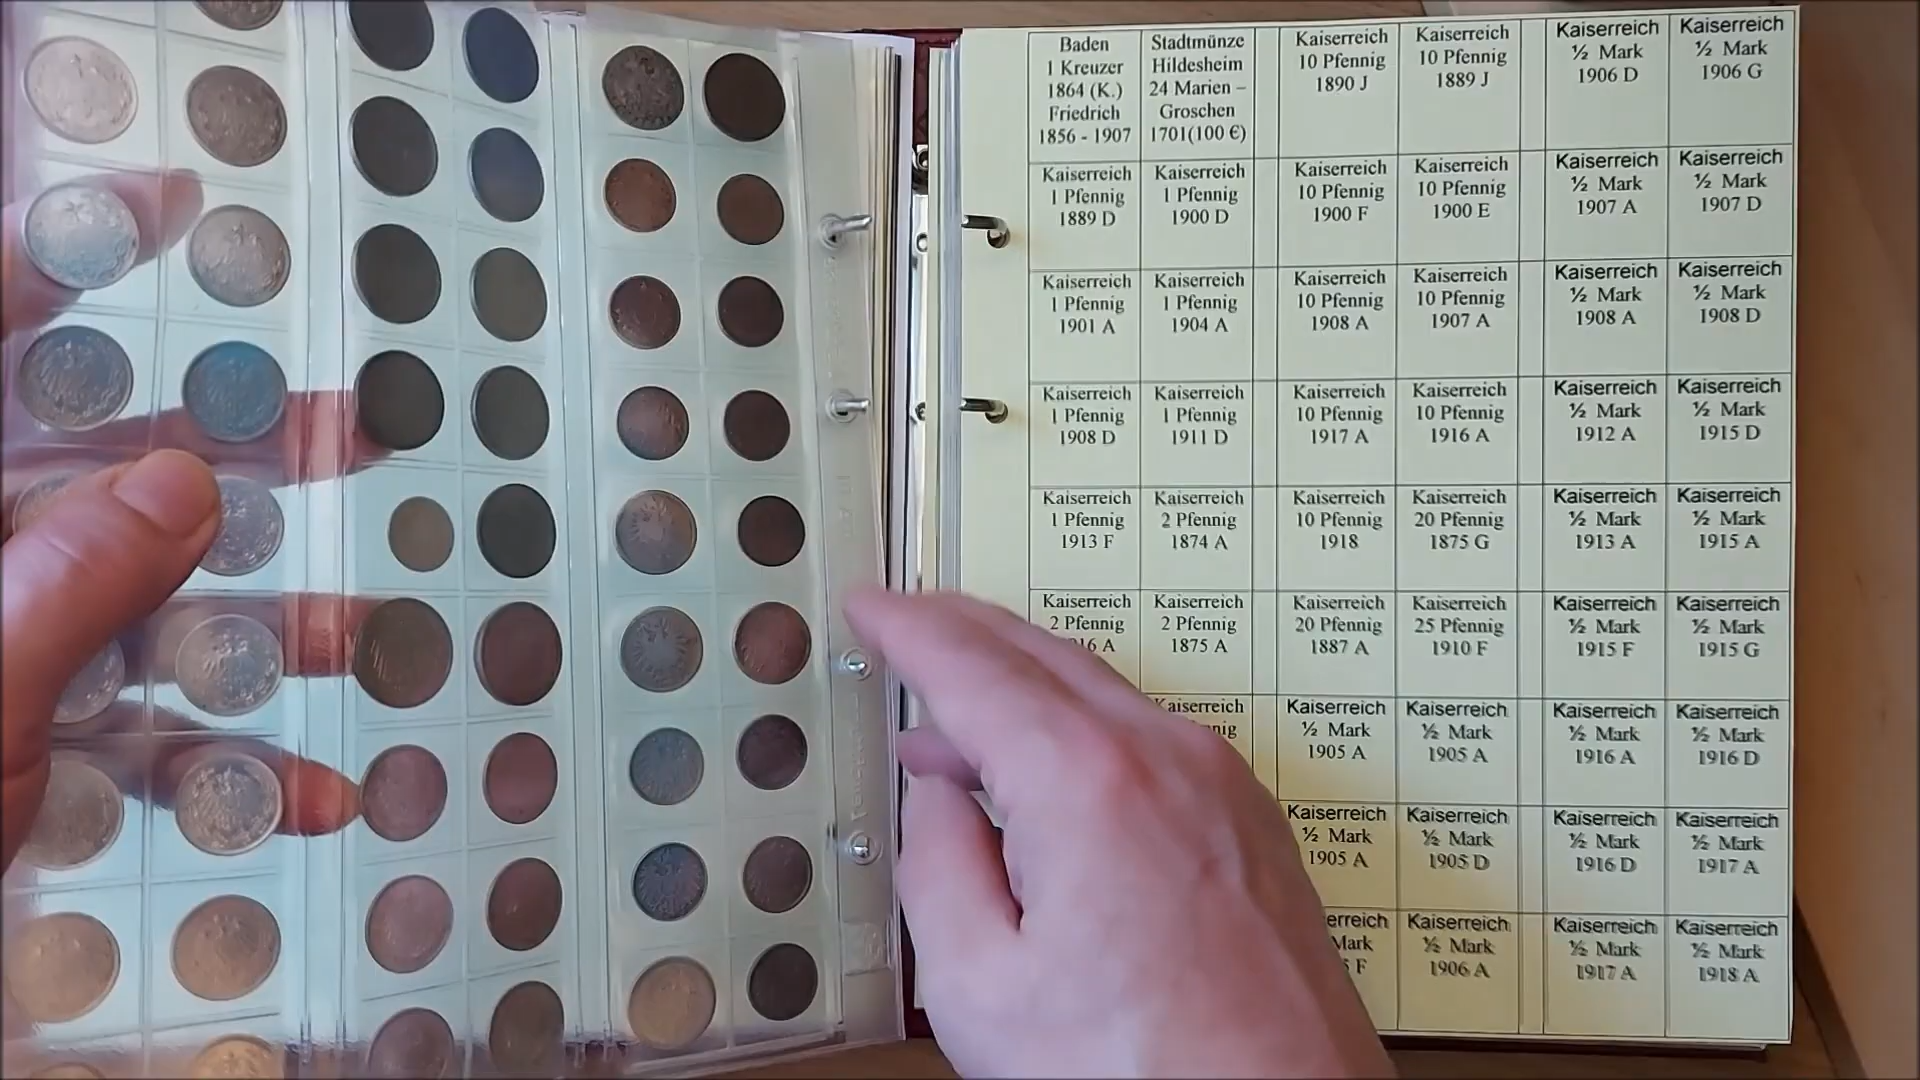 Baden
1 Kreuzer
1864 (K.)
Friedrich
1856 - 1907
Stadtmünze
Hildesheim
24 Marien –
Groschen
1701(100 €)
Kaiserreich
10 Pfennig
1890 J
Kaiserreich
10 Pfennig
1889 J
Kaiserreich
½ Mark
1906 D
Kaiserreich
½ Mark
1906 G
Kaiserreich
1 Pfennig
1889 D
Kaiserreich
1 Pfennig
1900 D
Kaiserreich
10 Pfennig
1900 F
Kaiserreich
10 Pfennig
1900 E
Kaiserreich
½ Mark
1907 A
Kaiserreich
½ Mark
1907 D
Kaiserreich
1 Pfennig
1901 A
Kaiserreich
1 Pfennig
1904 A
Kaiserreich
10 Pfennig
1908 A
Kaiserreich
10 Pfennig
1907 A
Kaiserreich
½ Mark
1908 A
Kaiserreich
½ Mark
1908 D
Kaiserreich
1 Pfennig
1908 D
Kaiserreich
1 Pfennig
1911 D
Kaiserreich
10 Pfennig
1917 A
Kaiserreich
10 Pfennig
1916 A
Kaiserreich
½ Mark
1912 A
Kaiserreich
½ Mark
1915 D
Kaiserreich
1 Pfennig
1913 F
Kaiserreich
2 Pfennig
1874 A
Kaiserreich
10 Pfennig
1918
Kaiserreich
20 Pfennig
1875 G
Kaiserreich
½ Mark
1913 A
Kaiserreich
½ Mark
1915 A
Kaiserreich
2 Pfennig
16 A
Kaiserreich
2 Pfennig
1875 A
Kaiserreich
20 Pfennig
1887 A
Kaiserreich
25 Pfennig
1910 F
Kaiserreich
½ Mark
1915 F
Kaiserreich
½ Mark
1915 G
Kaiserreich
nig
Kaiserreich
½ Mark
1905 A
Kaiserreich
½ Mark
1905 A
Kaiserreich
½ Mark
1916 A
Kaiserreich
½ Mark
1916 D
Kaiserreich
½ Mark
1905 A
Kaiserreich
½ Mark
1905 D
Kaiserreich
½ Mark
1916 D
Kaiserreich
½ Mark
1917 A
erreich
Mark
5 F
Kaiserreich
½ Mark
1906 A
Kaiserreich
½ Mark
1917 A
Kaiserreich
½ Mark
1918 A